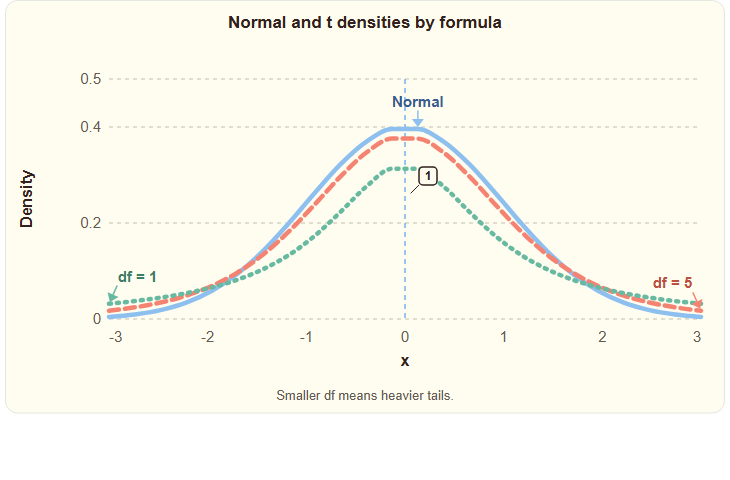 Normal and t densities by formula
0.5
Normal
0.4
1
Density
0.2
df = 1
df = 5
0
-3 -2 -1 0 1 2 3
x
Smaller df means heavier tails.